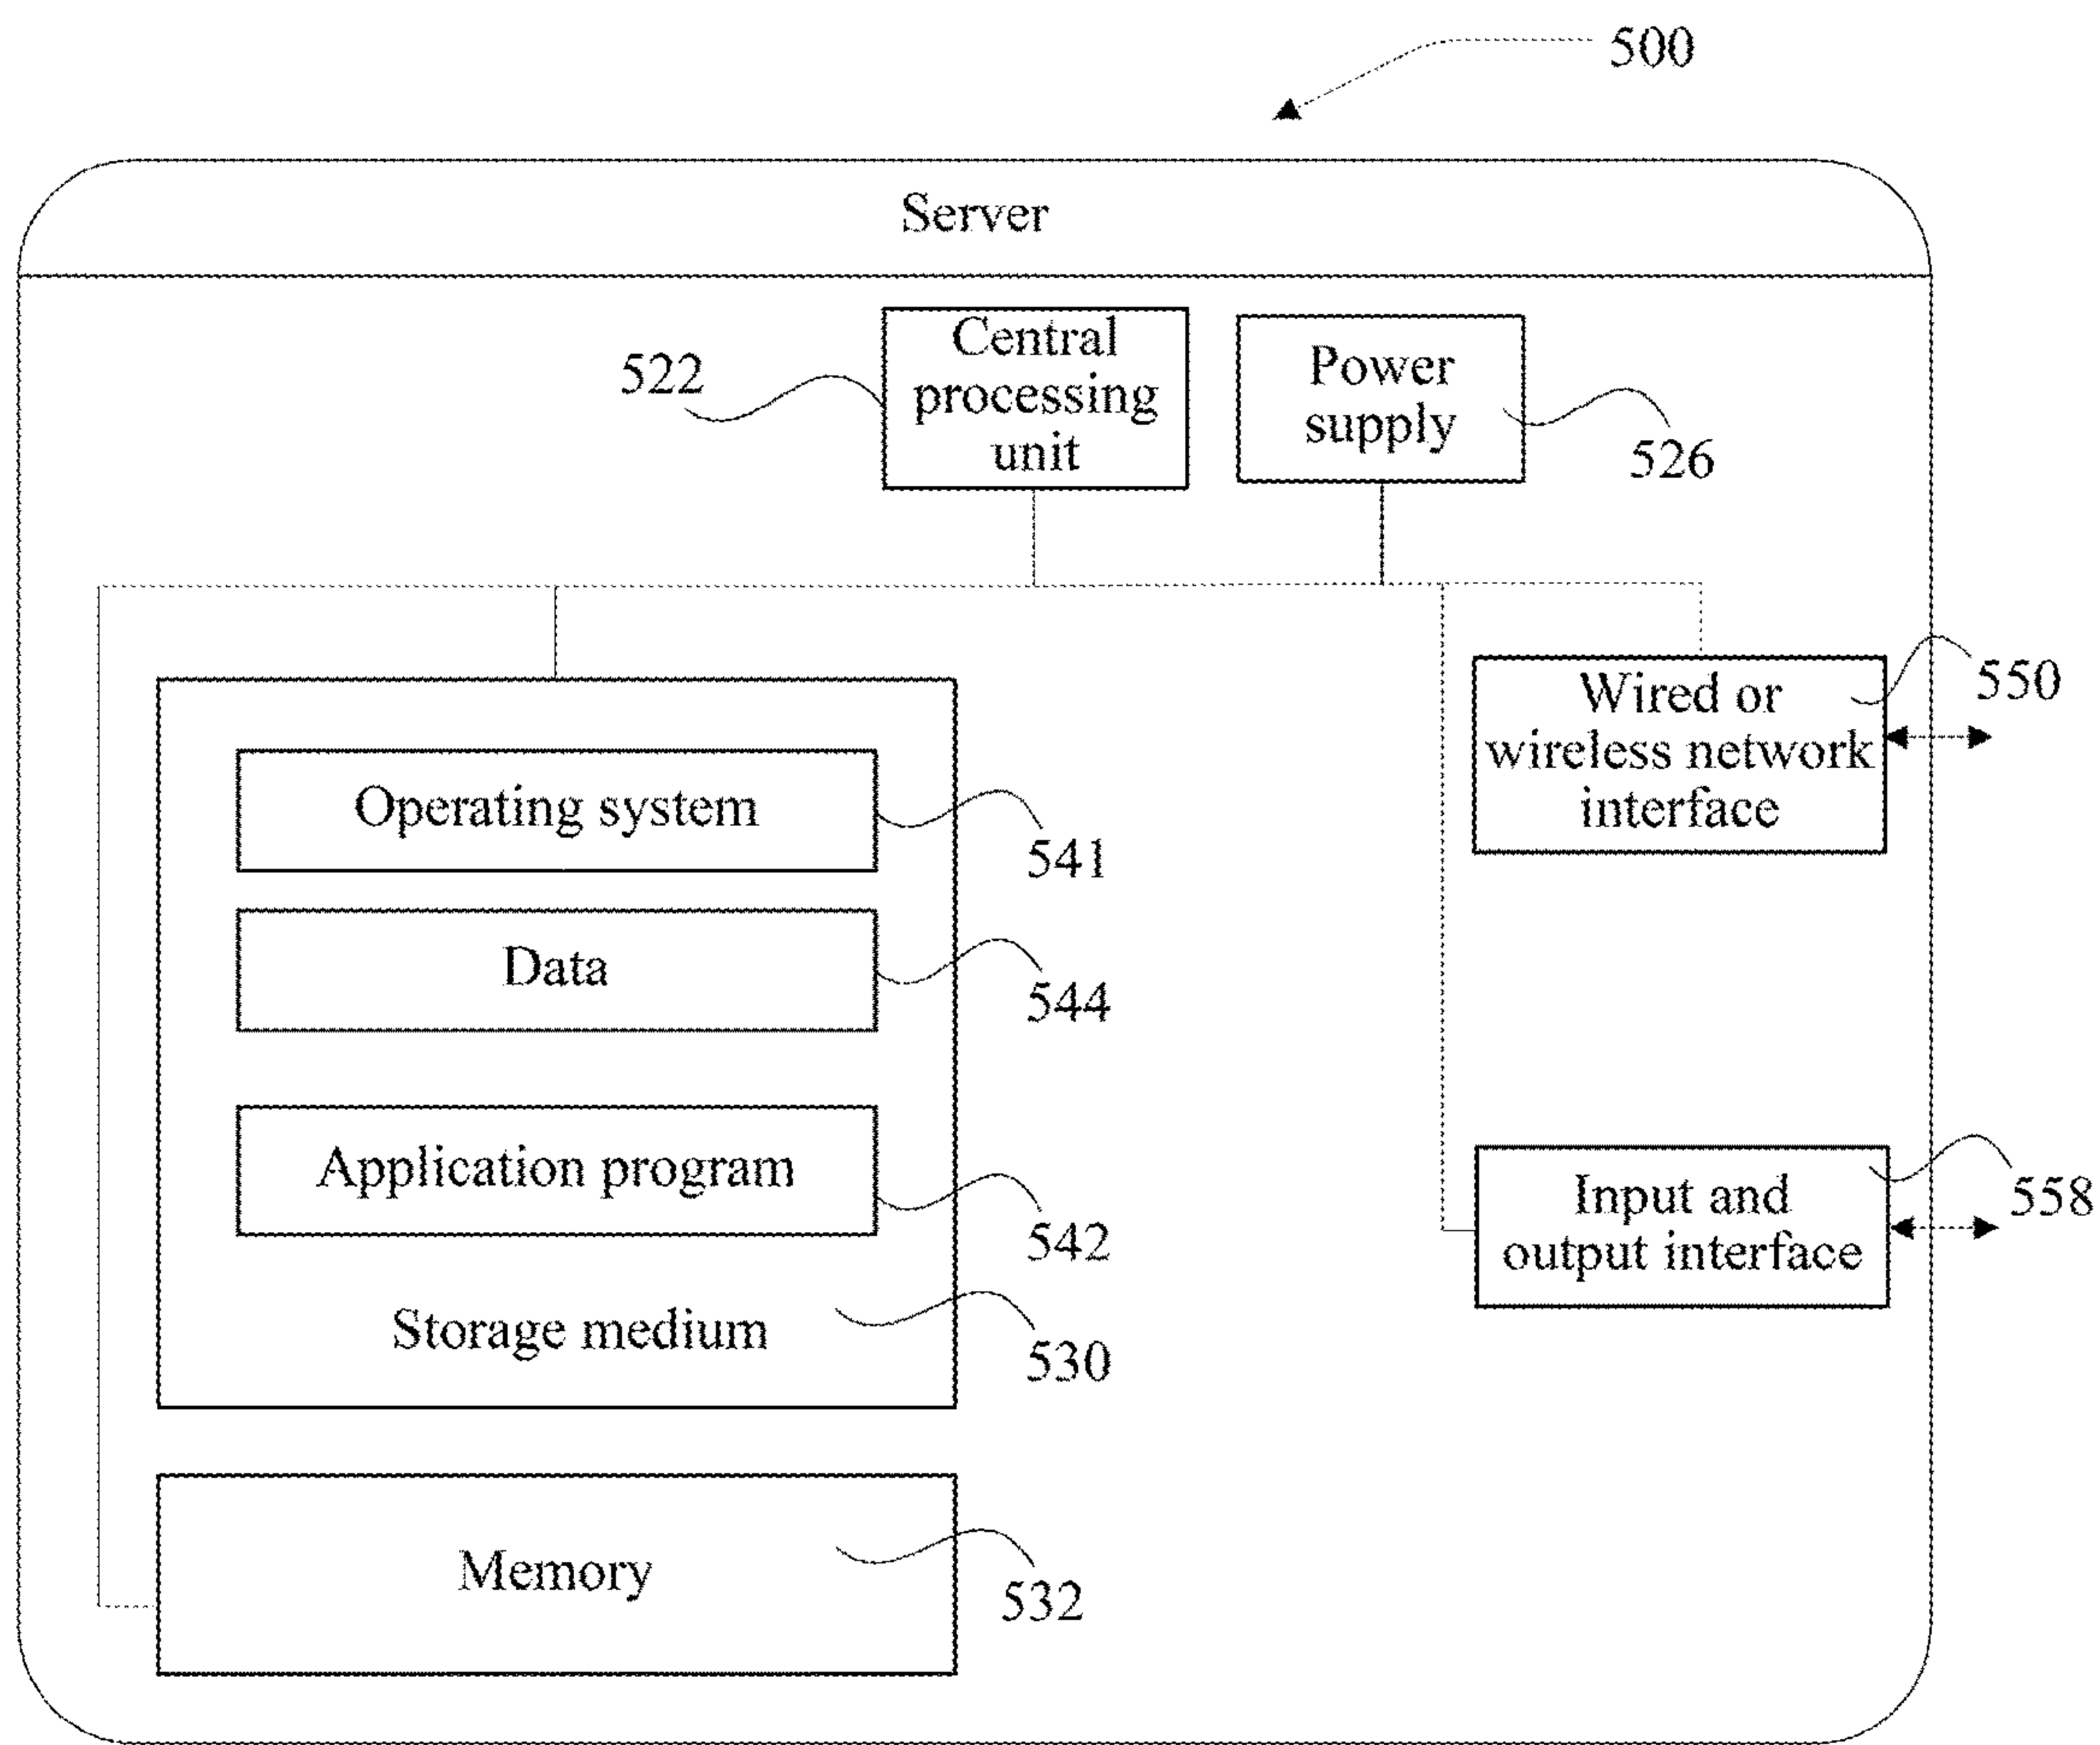 500
Server
522
Central
processing
unit
Power
supply
526
Operating system
541
Data
544
Application program
542
Storage medium
530
Memory
532
Wired or
wireless network
interface
550
Input and
output interface
558